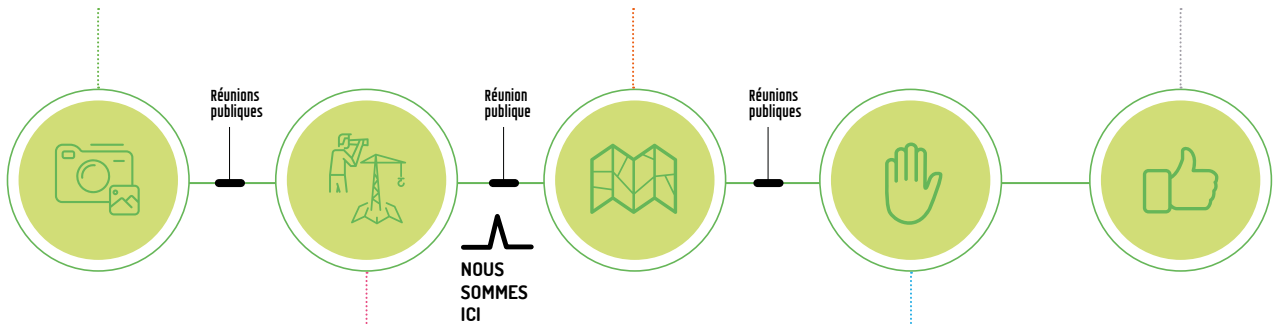 Réunions
publiques
Réunion
publique
Réunions
publiques
NOUS
SOMMES
ICI